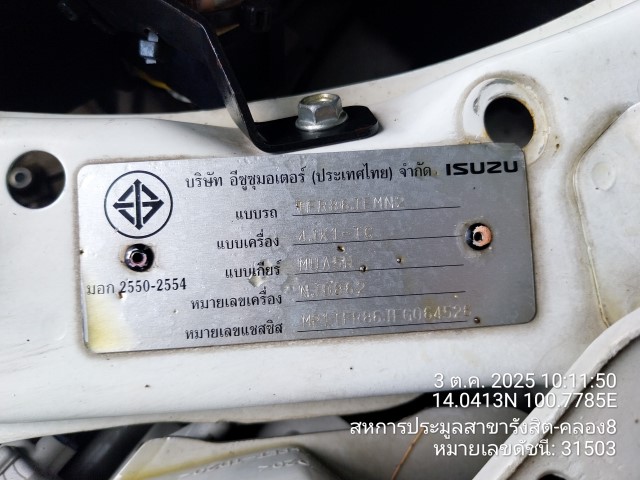 บริษัท อีซูซุมอเตอร์ (ประเทศไทย) จำกัด ISUZU
แบบรถ
แบบเครื่อง
แบบเกียร์
มอก 2550-2554
หมายเลขเครื่อง
หมายเลขแชสซิส
3 ต.ค. 2025 10:11:50
14.0413N 100.7785E
สหการประมูลสาขารังสิต-คลอง8
หมายเลขดัชนี: 31503